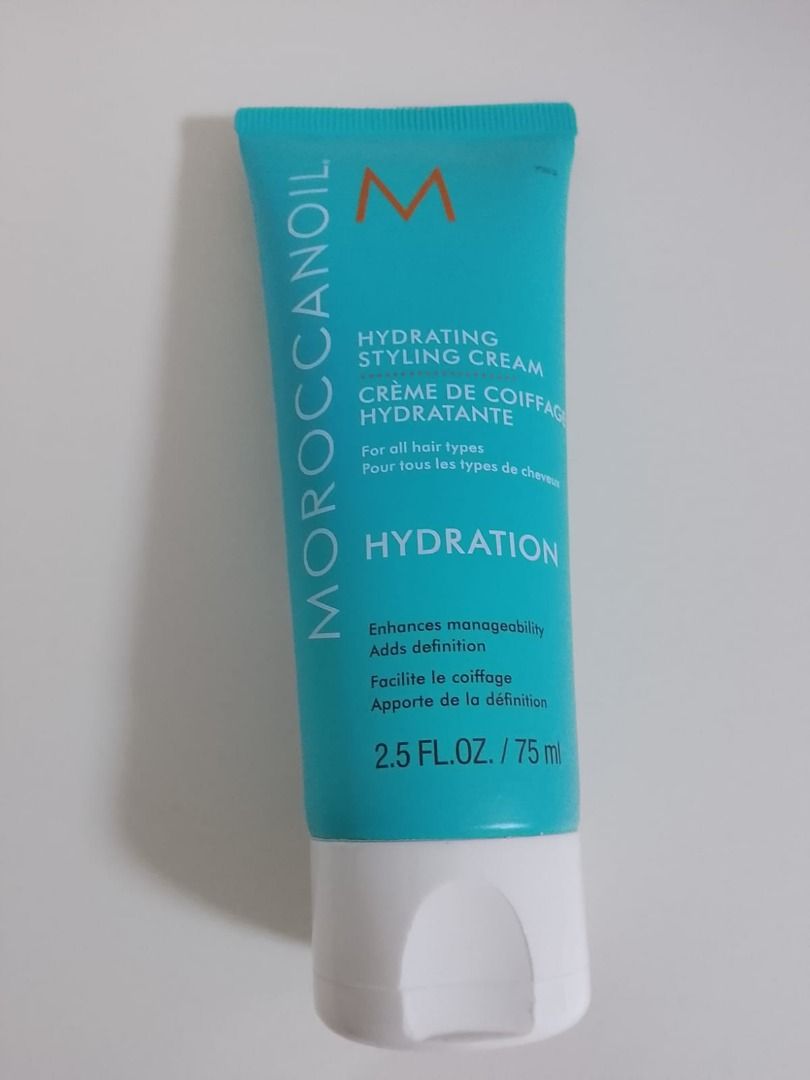 MOROCCANOIL®
M
HYDRATING
STYLING CREAM
CRÈME DE COIFFAGE
HYDRATANTE
For all hair types
Pour tous les types de cheveux
HYDRATION
Enhances manageability
Adds definition
Facilite le coiffage
Apporte de la définition
2.5 FL.OZ. / 75 ml